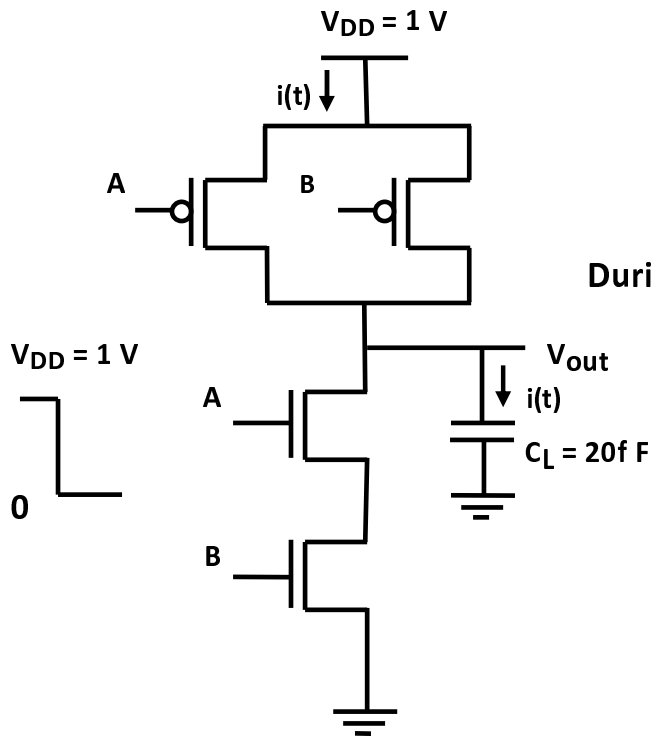 VDD = 1 V
i(t)
A
B
Duri
VDD = 1 V
0
Vout
A
i(t)
CL = 20f F
B